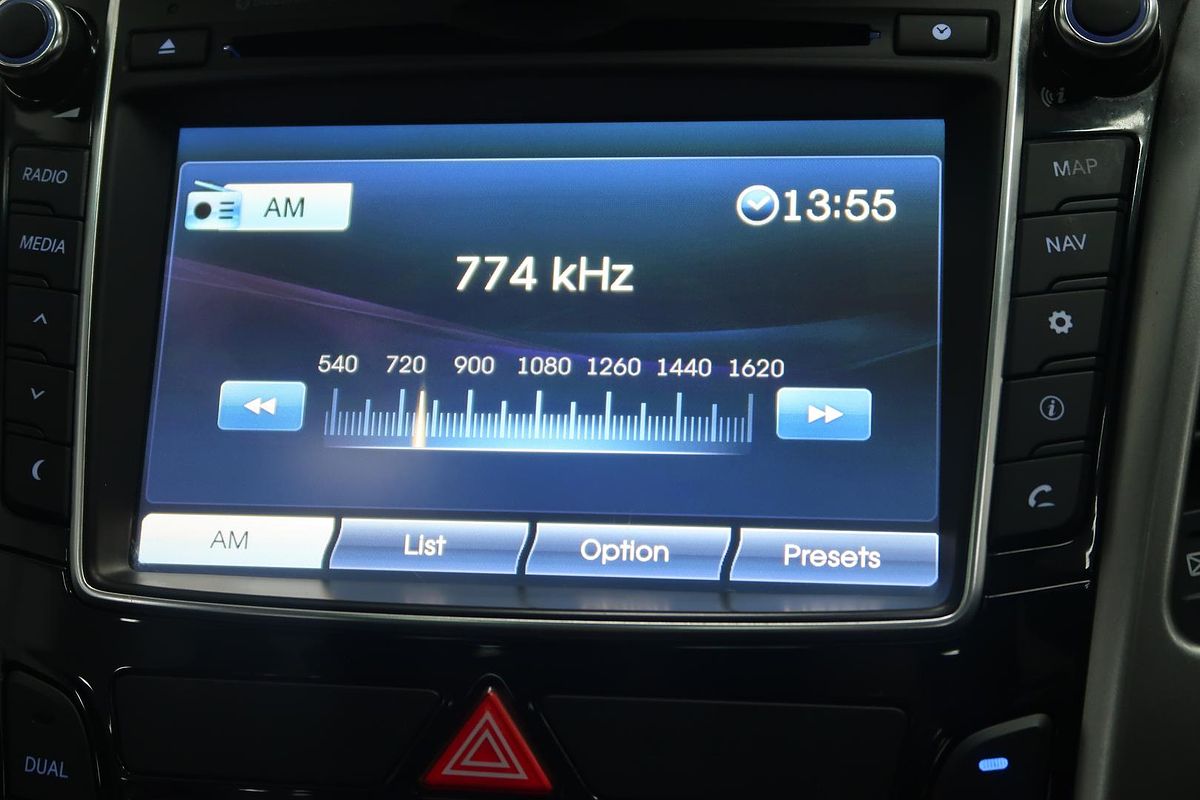 RADIO
MEDIA
DUAL
AM
13:55
774 kHz
540 720 900 1080 1260 1440 1620
AM List Option Presets
MAP
NAV